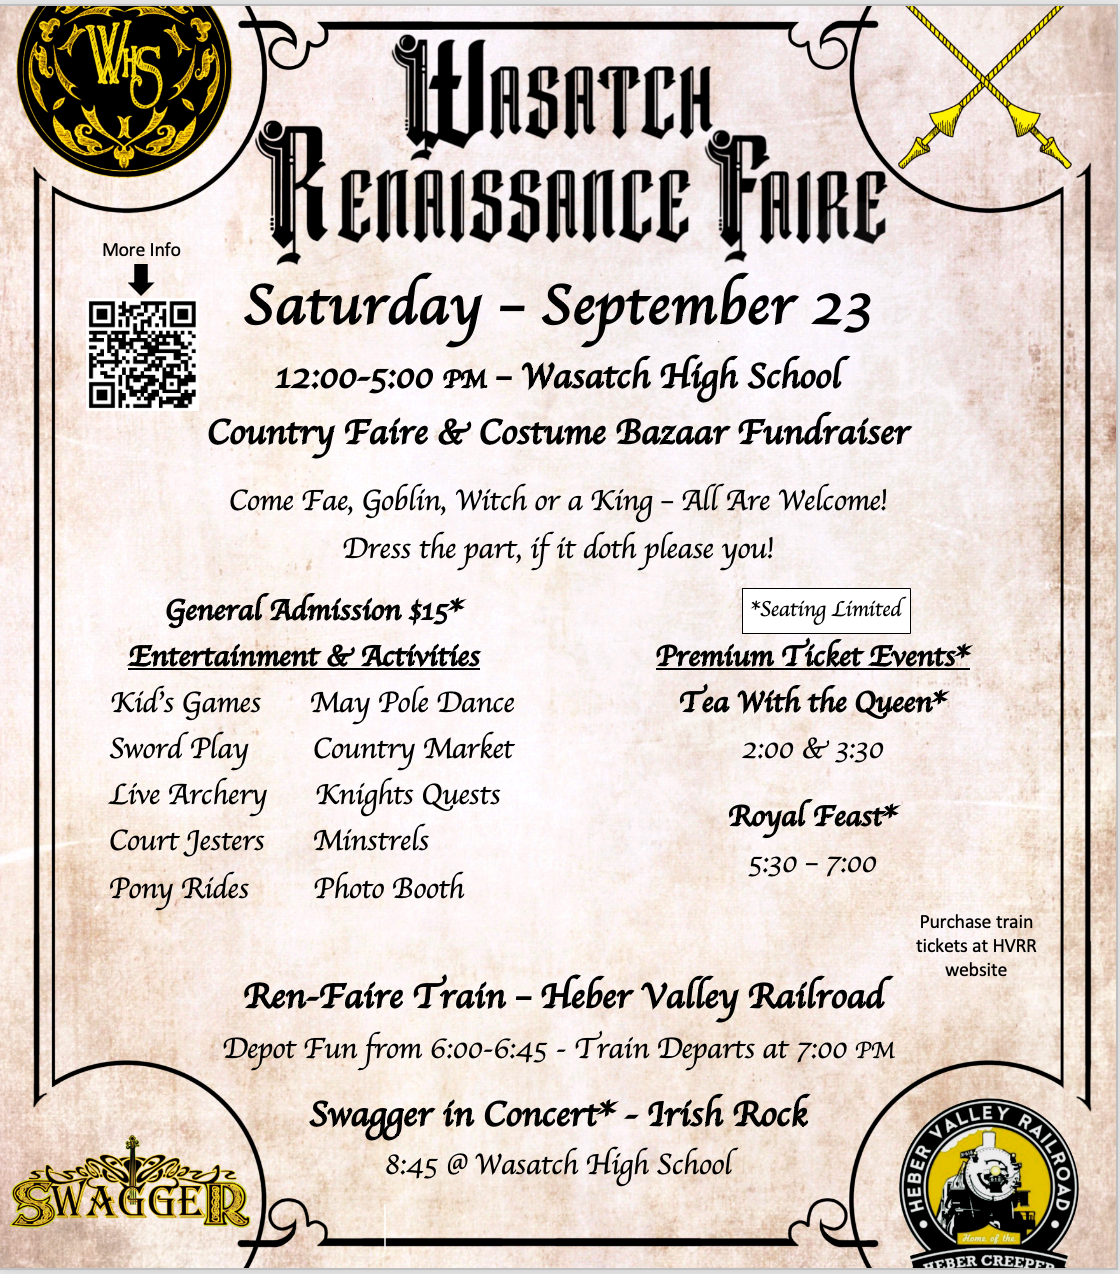 WHS
WASATCH
RENAISSANCE FAIRE
More Info
Saturday – September 23
12:00-5:00 PM – Wasatch High School
Country Faire & Costume Bazaar Fundraiser
Come Fae, Goblin, Witch or a King – All Are Welcome!
Dress the part, if it doth please you!
General Admission $15*
Entertainment & Activities
Kid's Games May Pole Dance
Sword Play Country Market
Live Archery Knights Quests
Court Jesters Minstrels
Pony Rides Photo Booth
*Seating Limited
Premium Ticket Events*
Tea With the Queen*
2:00 & 3:30
Royal Feast*
5:30 – 7:00
Purchase train
tickets at HVRR
website
Ren-Faire Train – Heber Valley Railroad
Depot Fun from 6:00-6:45 - Train Departs at 7:00 PM
Swagger in Concert* - Irish Rock
8:45 @ Wasatch High School
SWAGGER
HEBER VALLEY RAILROAD
Home of the
HEBER CREEPER